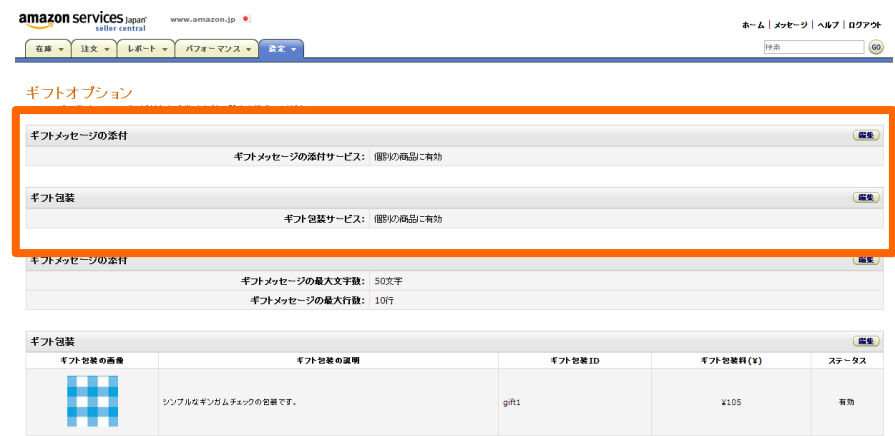 amazon services Japan
seller central
www.amazon.jp
ホーム | メッセージ | ヘルプ | ログアウト
在庫 注文 レポート パフォーマンス 設定
検索 GO
ギフトオプション
ギフトメッセージの添付 編集
ギフトメッセージの添付サービス: 個別の商品に有効
ギフト包装 編集
ギフト包装サービス: 個別の商品に有効
ギフトメッセージの添付 編集
ギフトメッセージの最大文字数: 50文字
ギフトメッセージの最大行数: 10行
ギフト包装 編集
ギフト包装の画像 ギフト包装の説明 ギフト包装ID ギフト包装料(¥) ステータス
シンプルなギンガムチェックの包装です。 gift1 ¥105 有効